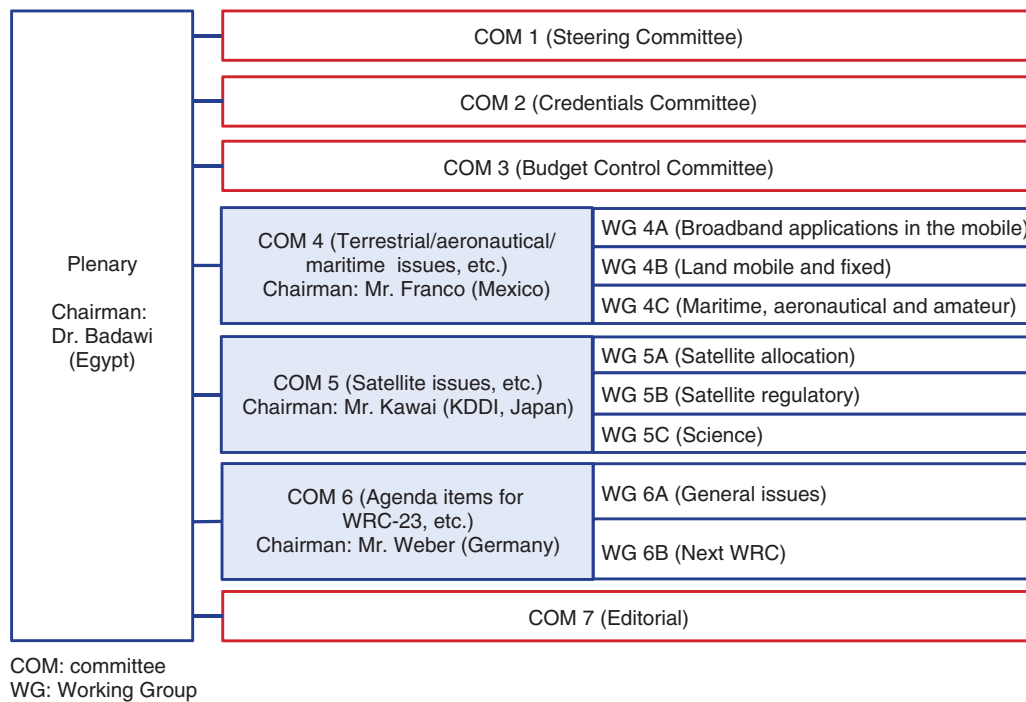 Plenary
Chairman:
Dr. Badawi
(Egypt)
COM 1 (Steering Committee)
COM 2 (Credentials Committee)
COM 3 (Budget Control Committee)
COM 4 (Terrestrial/aeronautical/
maritime issues, etc.)
Chairman: Mr. Franco (Mexico)
WG 4A (Broadband applications in the mobile)
WG 4B (Land mobile and fixed)
WG 4C (Maritime, aeronautical and amateur)
COM 5 (Satellite issues, etc.)
Chairman: Mr. Kawai (KDDI, Japan)
WG 5A (Satellite allocation)
WG 5B (Satellite regulatory)
WG 5C (Science)
COM 6 (Agenda items for
WRC-23, etc.)
Chairman: Mr. Weber (Germany)
WG 6A (General issues)
WG 6B (Next WRC)
COM 7 (Editorial)
COM: committee
WG: Working Group